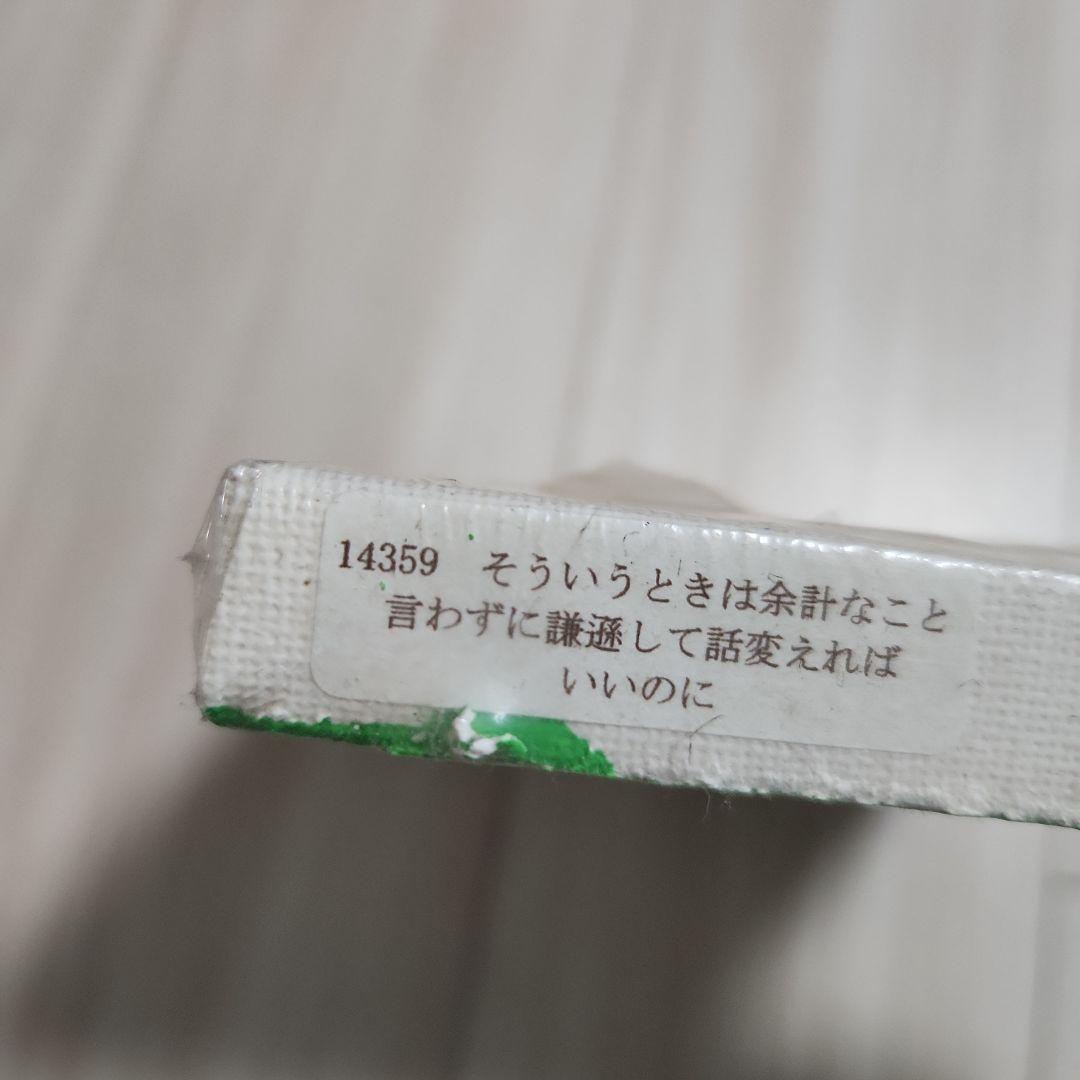 14359　そういうときは余計なこと
言わずに謙遜して話変えれば
いいのに